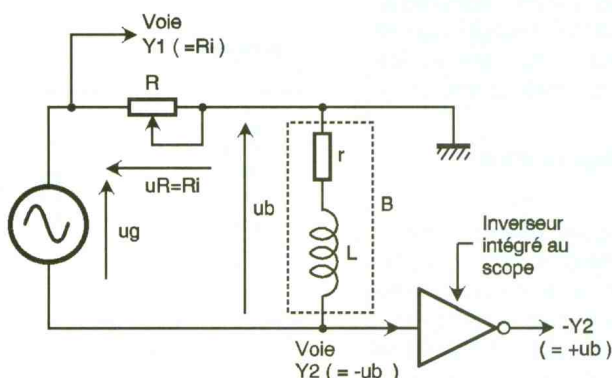 Voie
Y1 ( =Ri)
R
uR=Ri
ug
ub
r
B
L
Inverseur
intégré au
scope
Voie
Y2 ( = -ub )
-Y2
( = +ub )